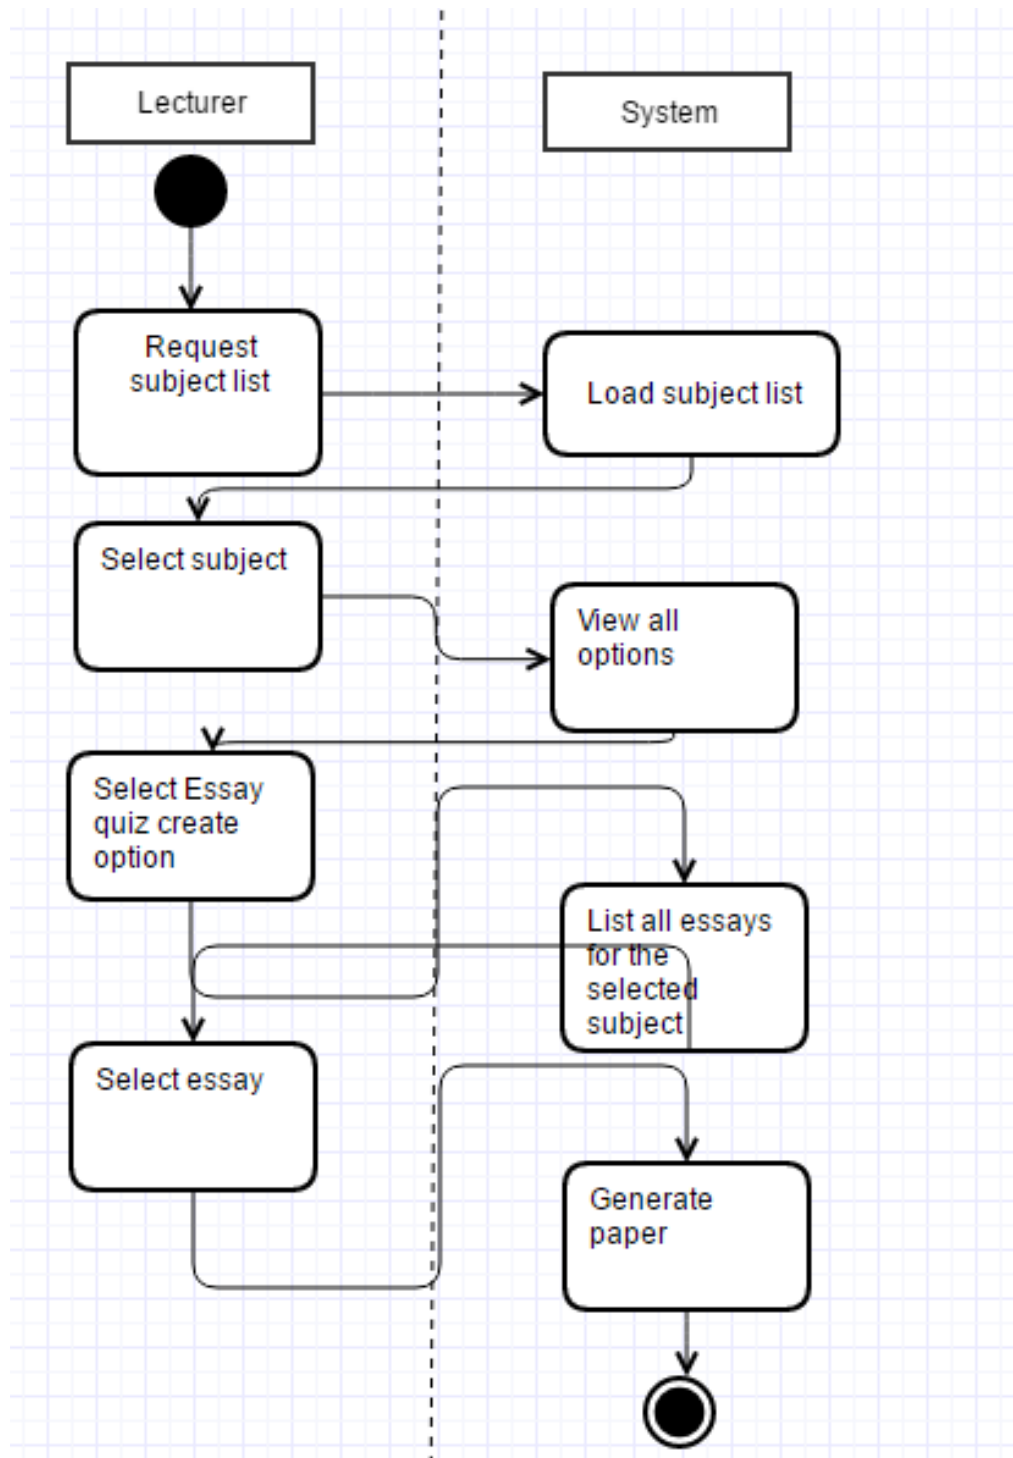 Lecturer
System
Request
subject list
Load subject list
Select subject
View all
options
Select Essay
quiz create
option
List all essays
for the
selected
subject
Select essay
Generate
paper